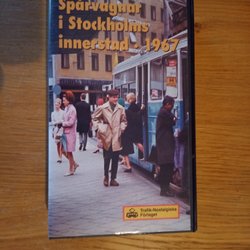 Spårvagnar
i Stockholms
innerstad • 1967
Trafik-Nostalgiska
Förlaget